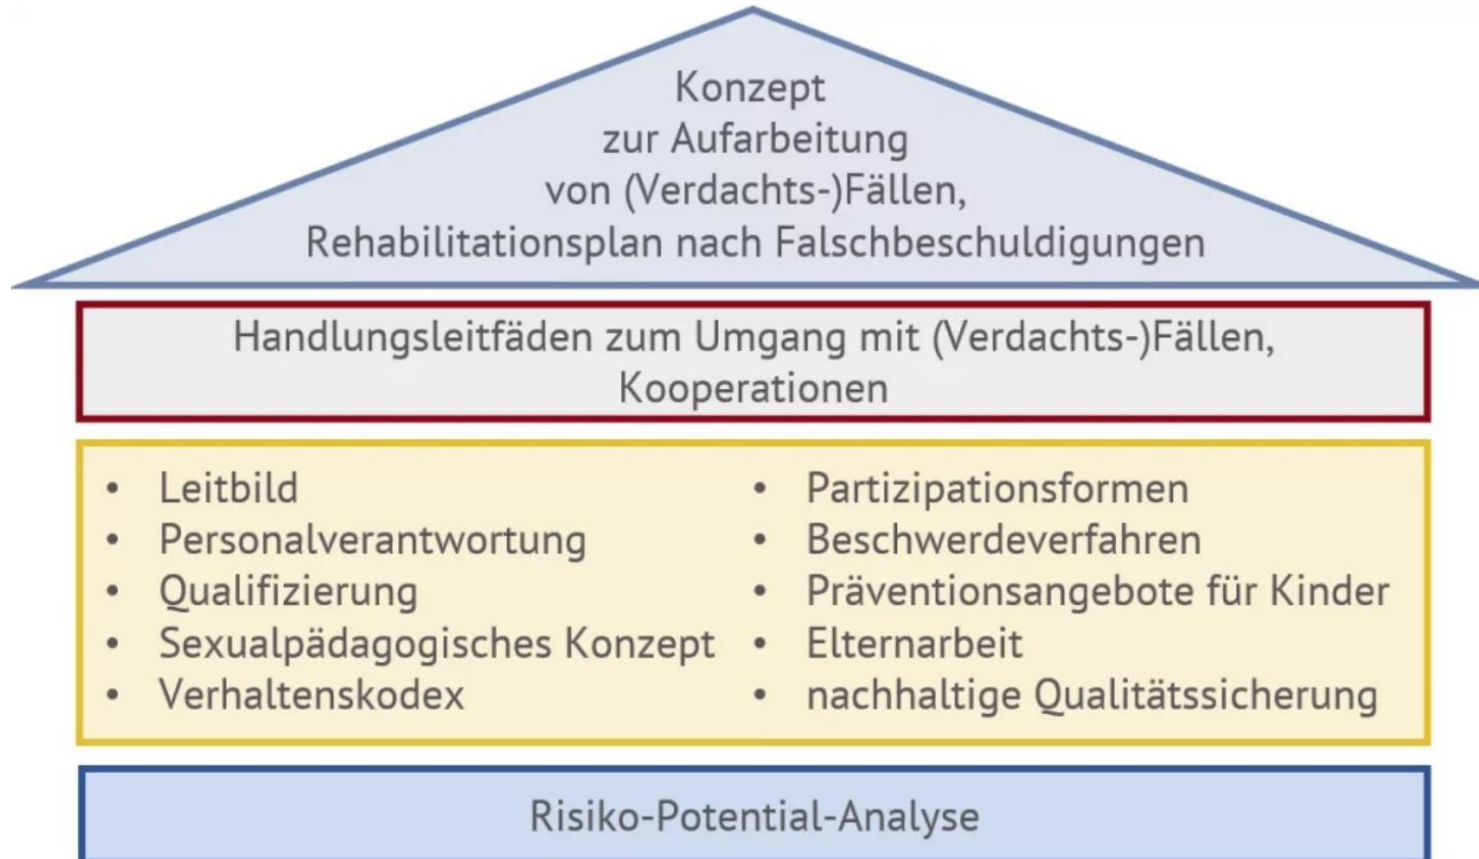 Konzept
zur Aufarbeitung
von (Verdachts-)Fällen,
Rehabilitationsplan nach Falschbeschuldigungen
Handlungsleitfäden zum Umgang mit (Verdachts-)Fällen,
Kooperationen
• Leitbild
• Personalverantwortung
• Qualifizierung
• Sexualpädagogisches Konzept
• Verhaltenskodex
• Partizipationsformen
• Beschwerdeverfahren
• Präventionsangebote für Kinder
• Elternarbeit
• nachhaltige Qualitätssicherung
Risiko-Potential-Analyse